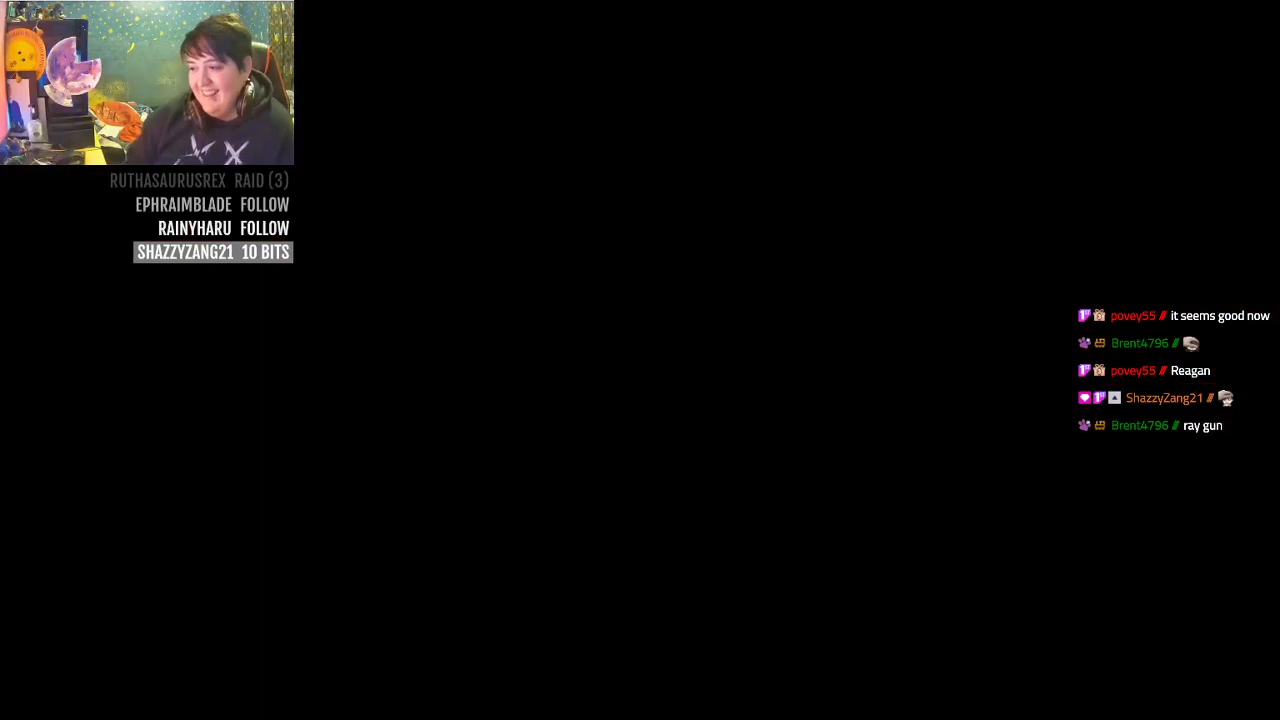 RUTHASAURUSREX RAID (3)
EPHRAIMBLADE FOLLOW
RAINYHARU FOLLOW
SHAZZYZANG21 10 BITS
povey55 // it seems good now
Brent4796 //
povey55 // Reagan
ShazzyZang21 //
Brent4796 // ray gun